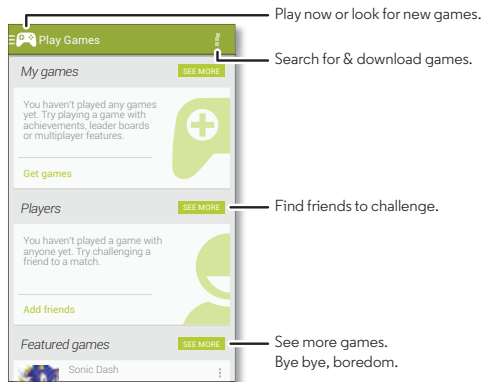 Play now or look for new games.
Play Games
Search for & download games.
My games
SEE MORE
You haven't played any games
yet. Try playing a game with
achievements, leader boards
or multiplayer features.
Get games
Players
SEE MORE
Find friends to challenge.
You haven't played a game with
anyone yet. Try challenging a
friend to a match.
Add friends
Featured games
SEE MORE
See more games.
Bye bye, boredom.
Sonic Dash